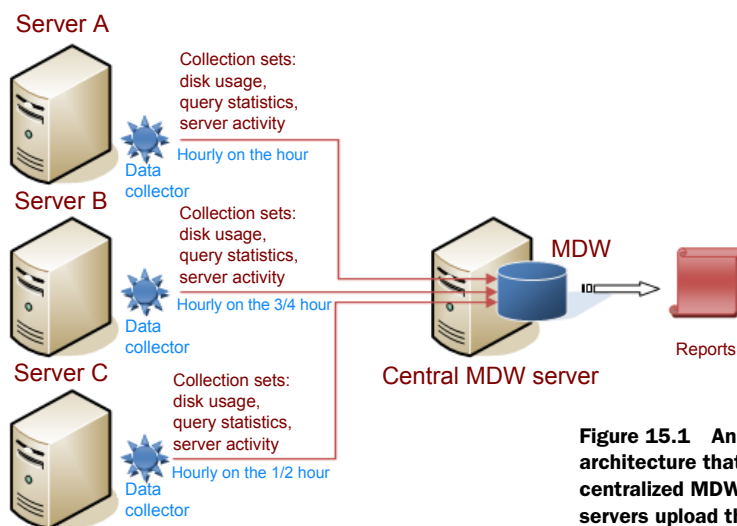 Server A
Collection sets:
disk usage,
query statistics,
server activity
Hourly on the hour
Data
collector
Server B
Collection sets:
disk usage,
query statistics,
server activity
Hourly on the 3/4 hour
Data
collector
Server C
Collection sets:
disk usage,
query statistics,
server activity
Hourly on the 1/2 hour
Data
collector
MDW
Central MDW server
Reports
Figure 15.1 An
architecture that
centralized MDW
servers upload th